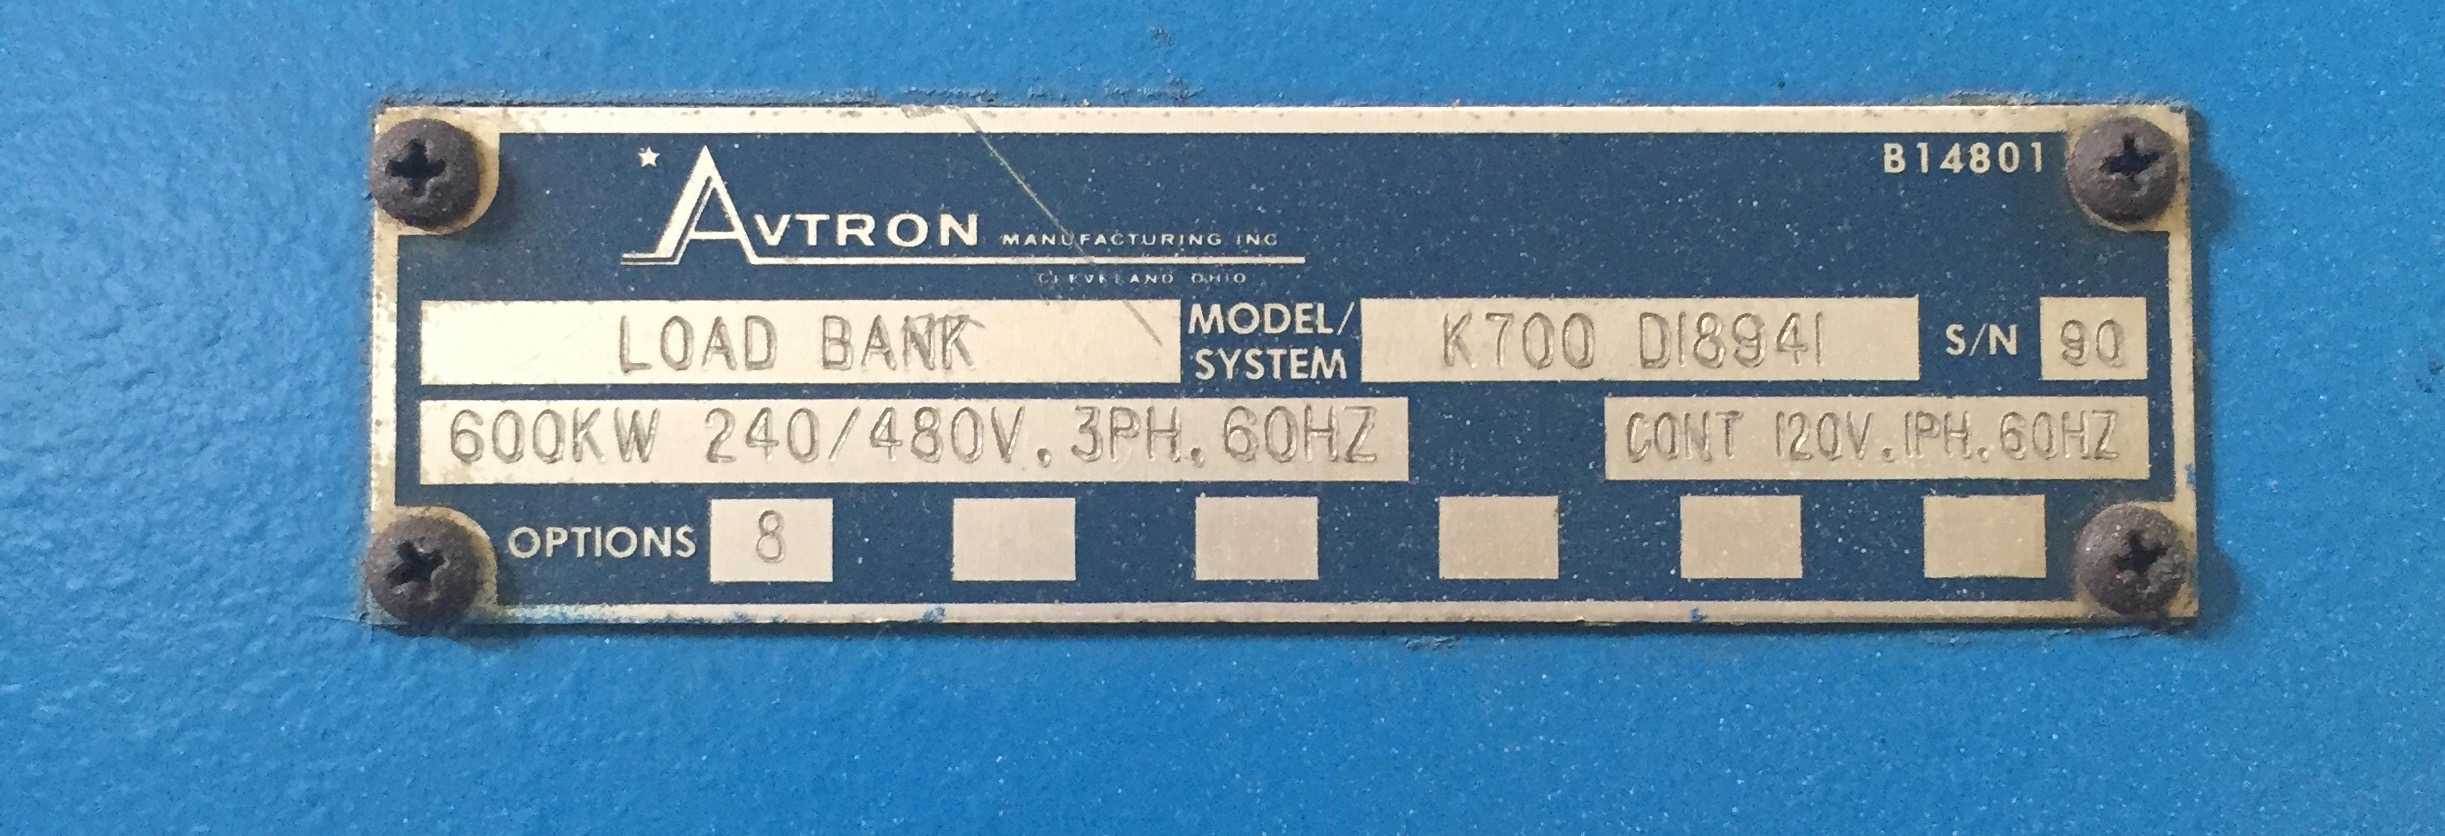 B14801
AVTRON MANUFACTURING INC
CLEVELAND OHIO
LOAD BANK MODEL/SYSTEM K700 D18941 S/N 90
600KW 240/480V, 3PH, 60HZ CONT 120V, 1PH, 60HZ
OPTIONS 8